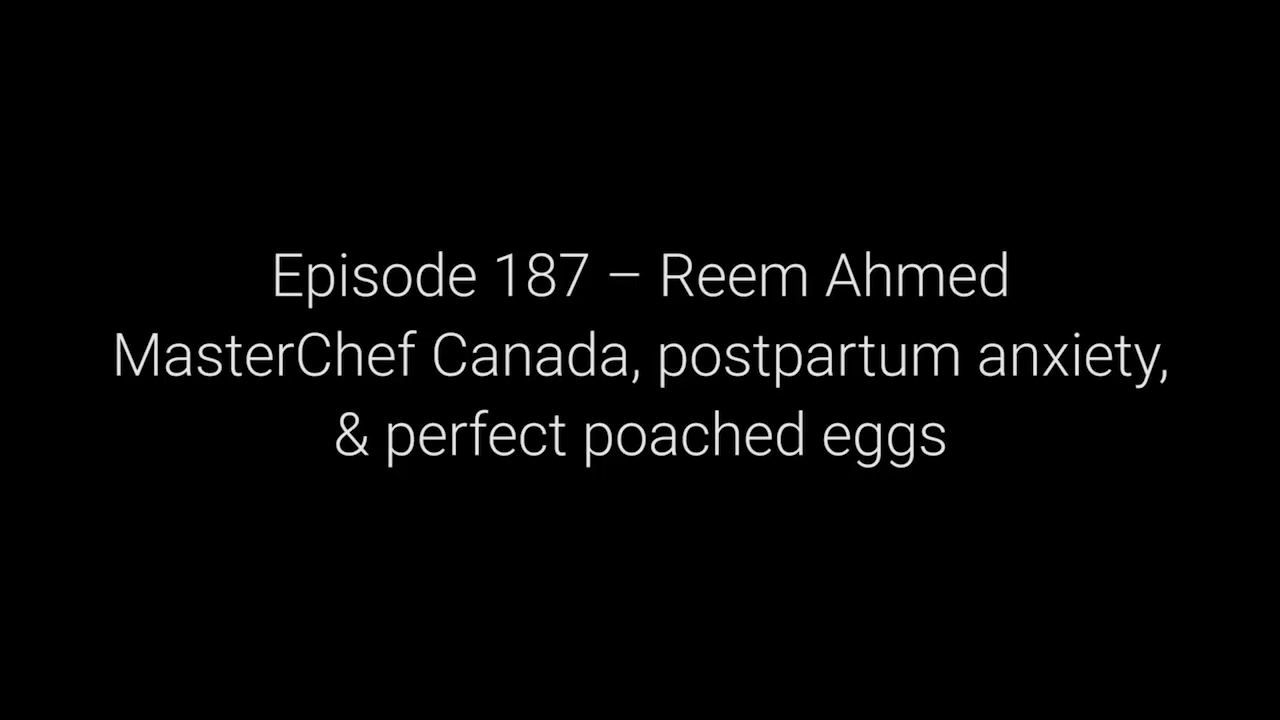 Episode 187 – Reem Ahmed
MasterChef Canada, postpartum anxiety,
& perfect poached eggs